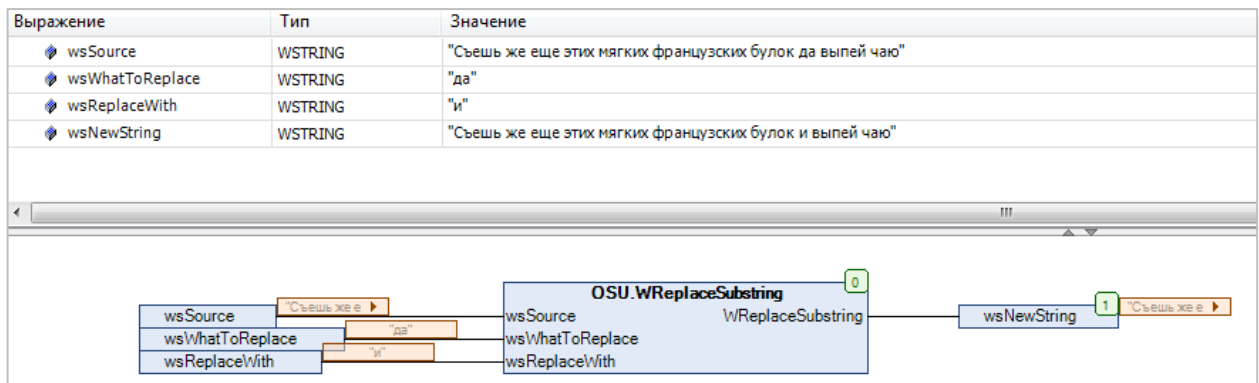 Выражение Тип Значение
wsSource WSTRING "Съешь же еще этих мягких французских булок да выпей чаю"
wsWhatToReplace WSTRING "да"
wsReplaceWith WSTRING "и"
wsNewString WSTRING "Съешь же еще этих мягких французских булок и выпей чаю"
0
OSU.WReplaceSubstring
"Съешь же е 1 "Съешь же е
wsSource wsSource WReplaceSubstring wsNewString
"да"
wsWhatToReplace wsWhatToReplace
"и"
wsReplaceWith wsReplaceWith